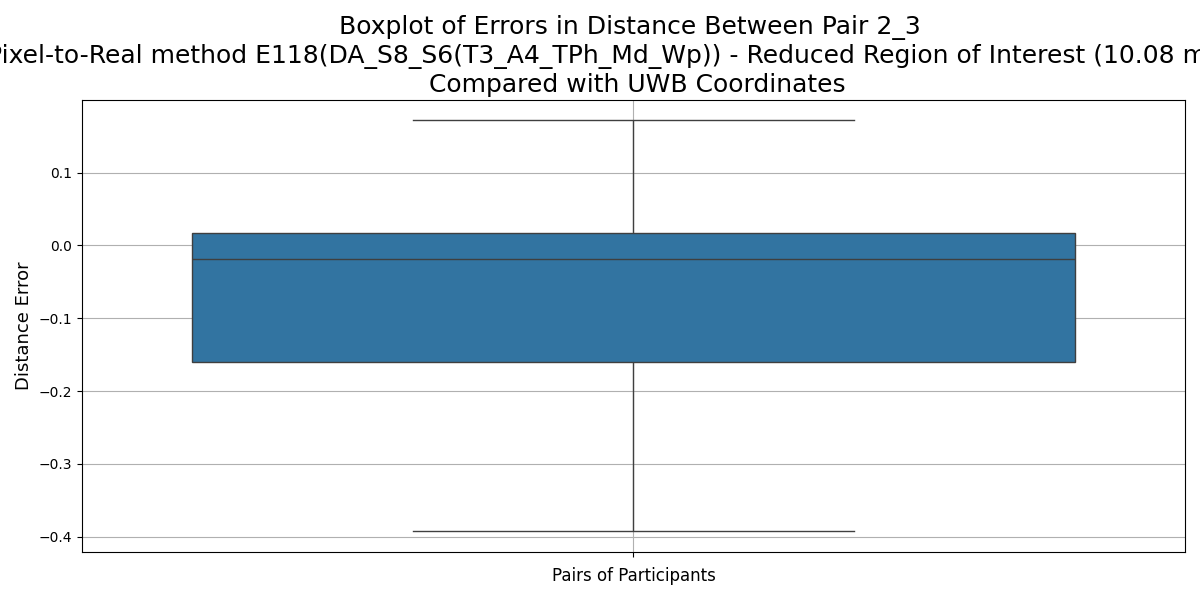 Boxplot of Errors in Distance Between Pair 2_3
Pixel-to-Real method E118(DA_S8_S6(T3_A4_TPh_Md_Wp)) - Reduced Region of Interest (10.08 m
Compared with UWB Coordinates
0.1
0.0
−0.1
−0.2
−0.3
−0.4
Distance Error
Pairs of Participants